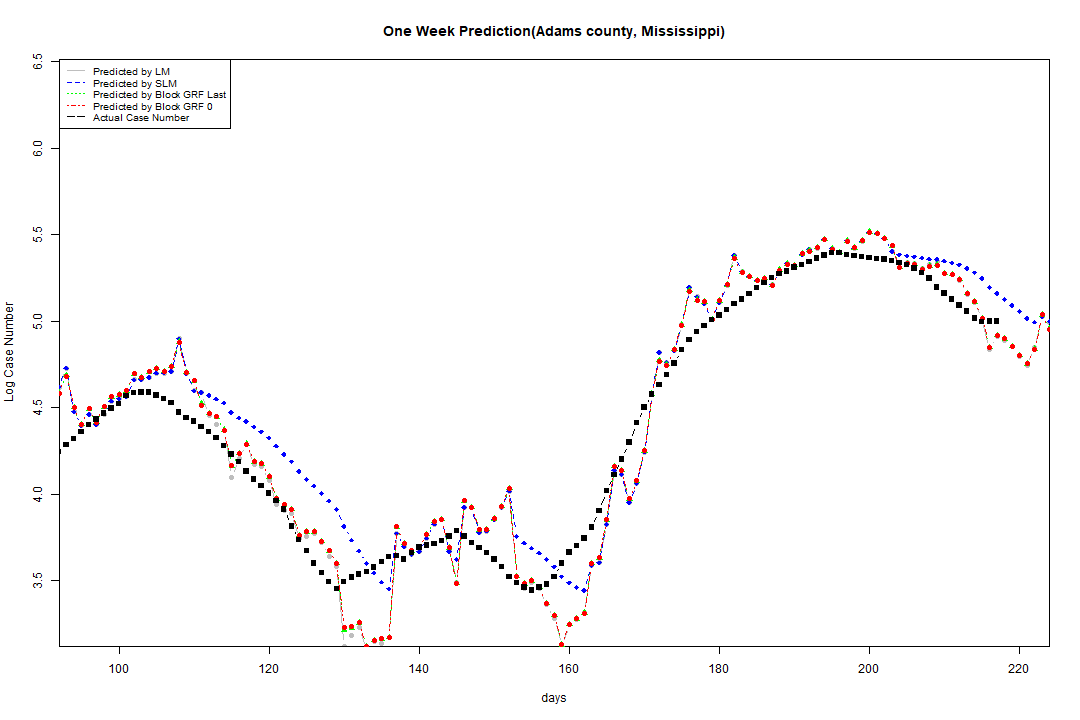 One Week Prediction(Adams county, Mississippi)
Predicted by LM
Predicted by SLM
Predicted by Block GRF Last
Predicted by Block GRF 0
Actual Case Number
6.5
6.0
5.5
5.0
4.5
4.0
3.5
Log Case Number
100 120 140 160 180 200 220
days